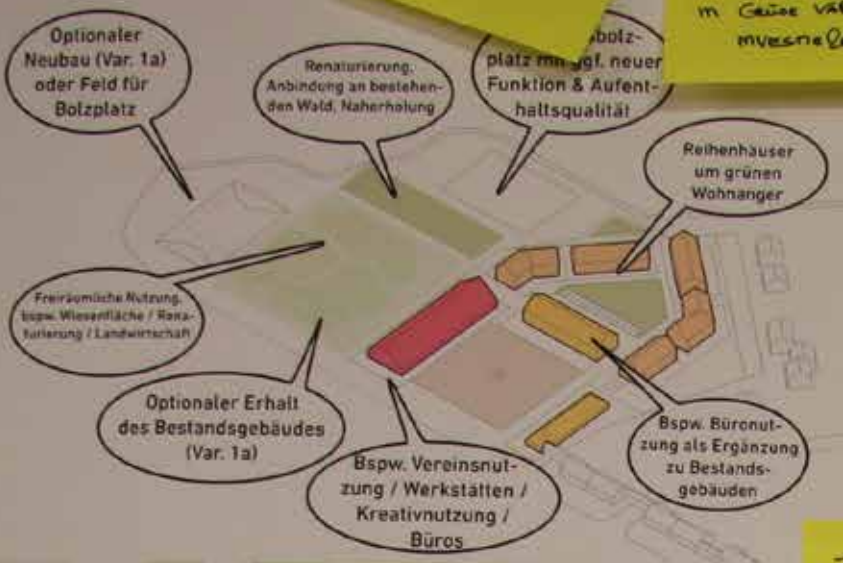 m Grüne
Optionaler
Neubau (Var. 1a)
oder Feld für
Bolzplatz
Renaturierung,
Anbindung an bestehen-
den Wald, Naherholung
bolz-
platz mit ggf. neuer
Funktion & Aufent-
haltsqualität
Reihenhäuser
um grünen
Wohnanger
Freiräumliche Nutzung,
bspw. Wiesenfläche / Rena-
turierung / Landwirtschaft
Optionaler Erhalt
des Bestandsgebäudes
(Var. 1a)
Bspw. Vereinsnut-
zung / Werkstätten /
Kreativnutzung /
Büros
Bspw. Büronut-
zung als Ergänzung
zu Bestands-
gebäuden